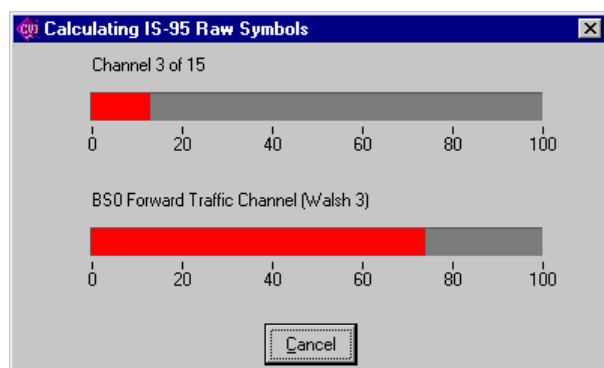 CVI Calculating IS-95 Raw Symbols
Channel 3 of 15
0 20 40 60 80 100
BS0 Forward Traffic Channel (Walsh 3)
0 20 40 60 80 100
Cancel